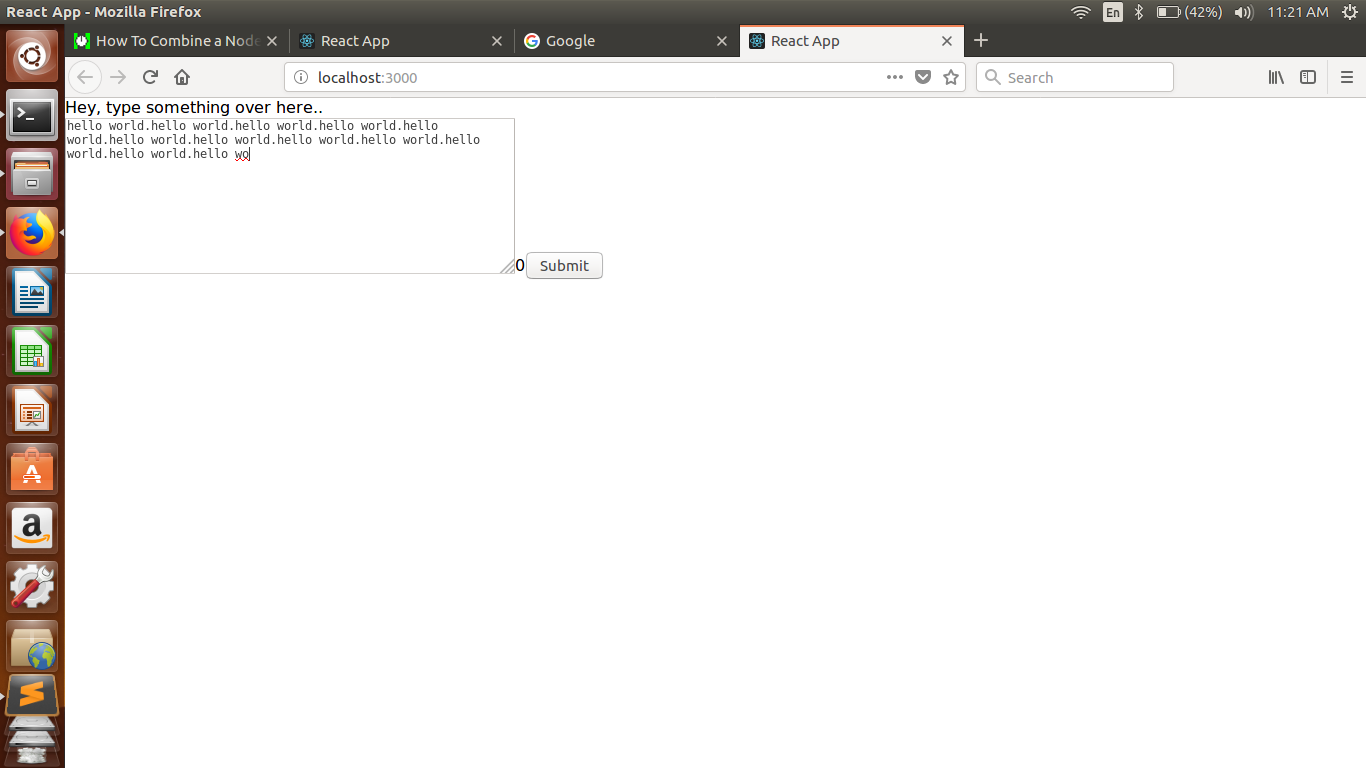 React App - Mozilla Firefox
En
(42%)
11:21 AM
How To Combine a Node
React App
Google
React App
localhost:3000
Search
Hey, type something over here..
hello world.hello world.hello world.hello world.hello
world.hello world.hello world.hello world.hello world.hello
world.hello world.hello wo
0
Submit